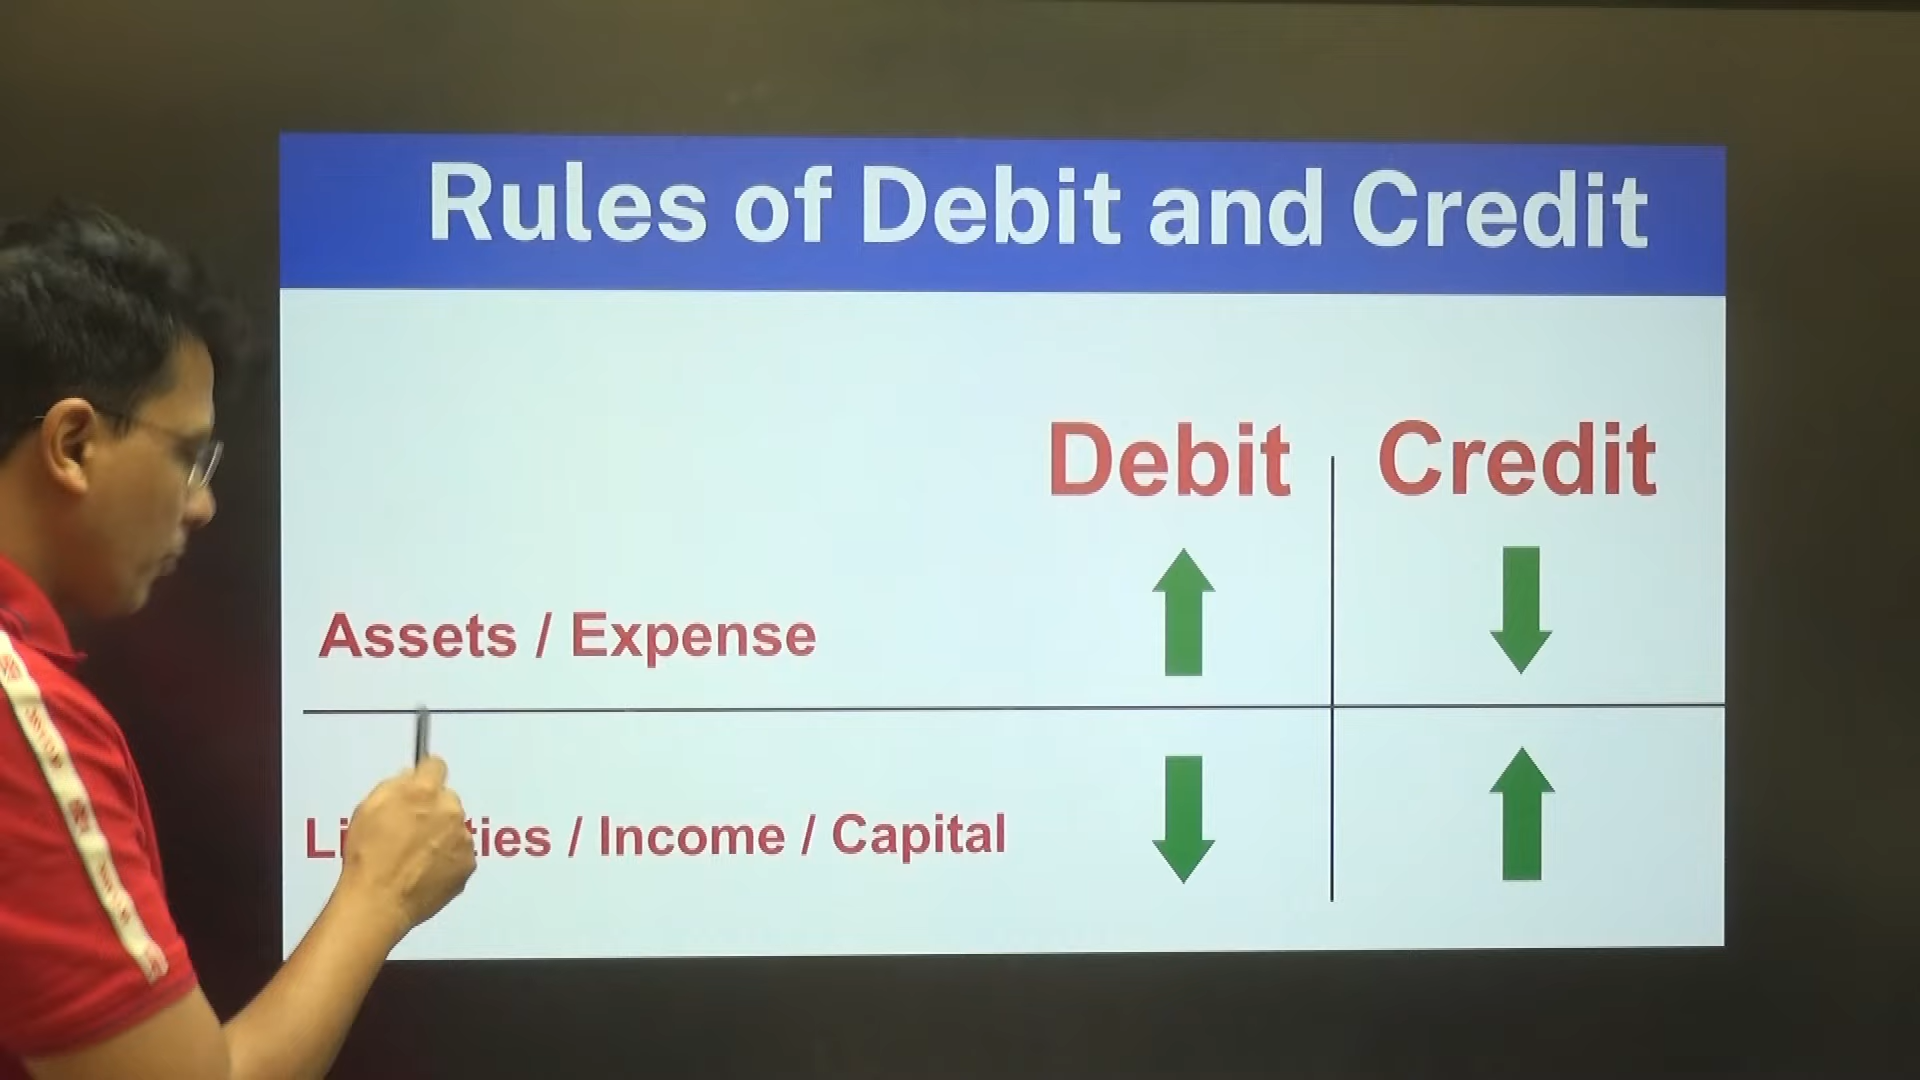 Rules of Debit and Credit
Debit Credit
Assets / Expense
/ Income / Capital